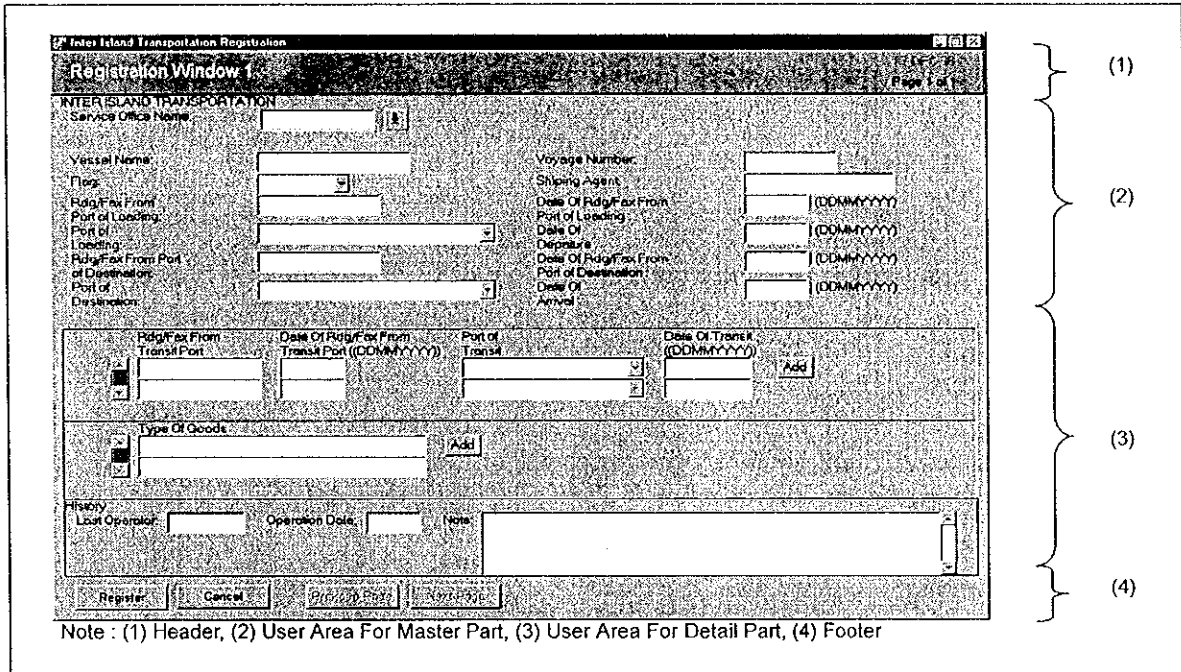 Inter Island Transportation Registration
Registration Window 1
Page 1 of 1
(1)
INTER ISLAND TRANSPORTATION
Service Office Name:
Vessel Name:
Voyage Number:
Flag:
Shiping Agent:
Rdg/Fax From
Port of Loading:
Date Of Rdg/Fax From
Port of Loading:
(DDMMYYYY)
(2)
Port of
Loading:
Date Of
Deparure
(DDMMYYYY)
Rdg/Fax From Port
of Destination:
Date Of Rdg/Fax From
Port of Destination:
(DDMMYYYY)
Port of
Destination:
Date Of
Arrival
(DDMMYYYY)
Rdg/Fax From
Transit Port
Date Of Rdg/Fax From
Transit Port ((DDMMYYYY))
Port of
Transit
Date Of Transit
((DDMMYYYY))
Add
Type Of Goods
Add
(3)
History
Last Operator:
Operation Date:
Note:
Register
Cancel
Previous Page
Next Page
(4)
Note : (1) Header, (2) User Area For Master Part, (3) User Area For Detail Part, (4) Footer